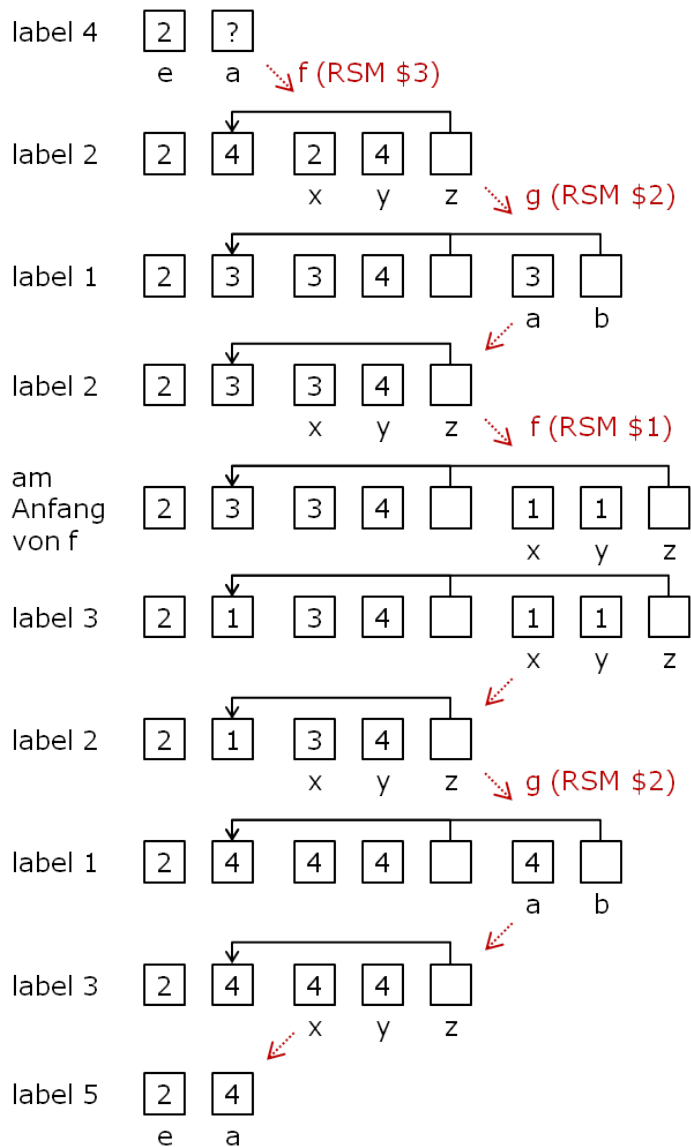 label 4 2 ?
e a f (RSM $3)
label 2 2 4 2 4
x y z g (RSM $2)
label 1 2 3 3 4 3
a b
label 2 2 3 3 4
x y z f (RSM $1)
am
Anfang 2 3 3 4 1 1
von f
x y z
label 3 2 1 3 4 1 1
x y z
label 2 2 1 3 4
x y z g (RSM $2)
label 1 2 4 4 4 4
a b
label 3 2 4 4 4
x y z
label 5 2 4
e a